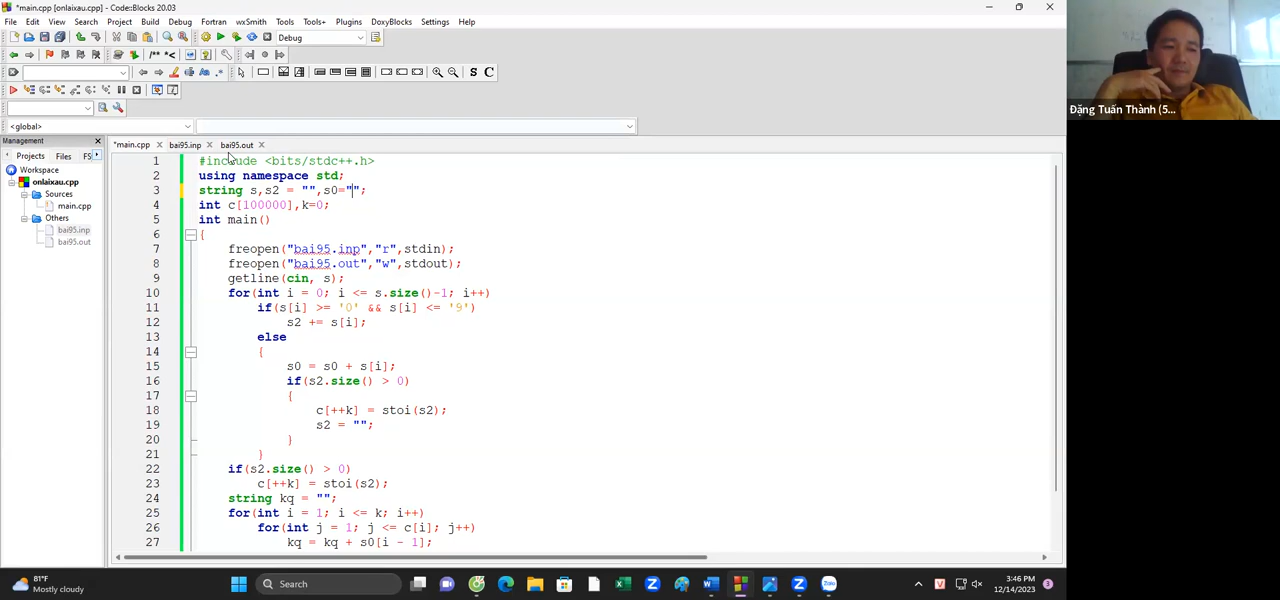 *main.cpp [onlaixau.cpp] - Code::Blocks 20.03
File Edit View Search Project Build Debug Fortran wxSmith Tools Tools+ Plugins DoxyBlocks Settings Help
Debug
/** *<
S C
<global>
Management
Projects Files FS
Workspace
onlaixau.cpp
Sources
main.cpp
Others
bai95.inp
bai95.out
*main.cpp bai95.inp bai95.out
1 #include <bits/stdc++.h>
2 using namespace std;
3 string s,s2 = "",s0="";
4 int c[100000],k=0;
5 int main()
6 {
7 freopen("bai95.inp","r",stdin);
8 freopen("bai95.out","w",stdout);
9 getline(cin, s);
10 for(int i = 0; i <= s.size()-1; i++)
11 if(s[i] >= '0' && s[i] <= '9')
12 s2 += s[i];
13 else
14 {
15 s0 = s0 + s[i];
16 if(s2.size() > 0)
17 {
18 c[++k] = stoi(s2);
19 s2 = "";
20 }
21 }
22 if(s2.size() > 0)
23 c[++k] = stoi(s2);
24 string kq = "";
25 for(int i = 1; i <= k; i++)
26 for(int j = 1; j <= c[i]; j++)
27 kq = kq + s0[i - 1];
Đặng Tuấn Thành (5...
81°F
Mostly cloudy
Search
3:46 PM
12/14/2023
3